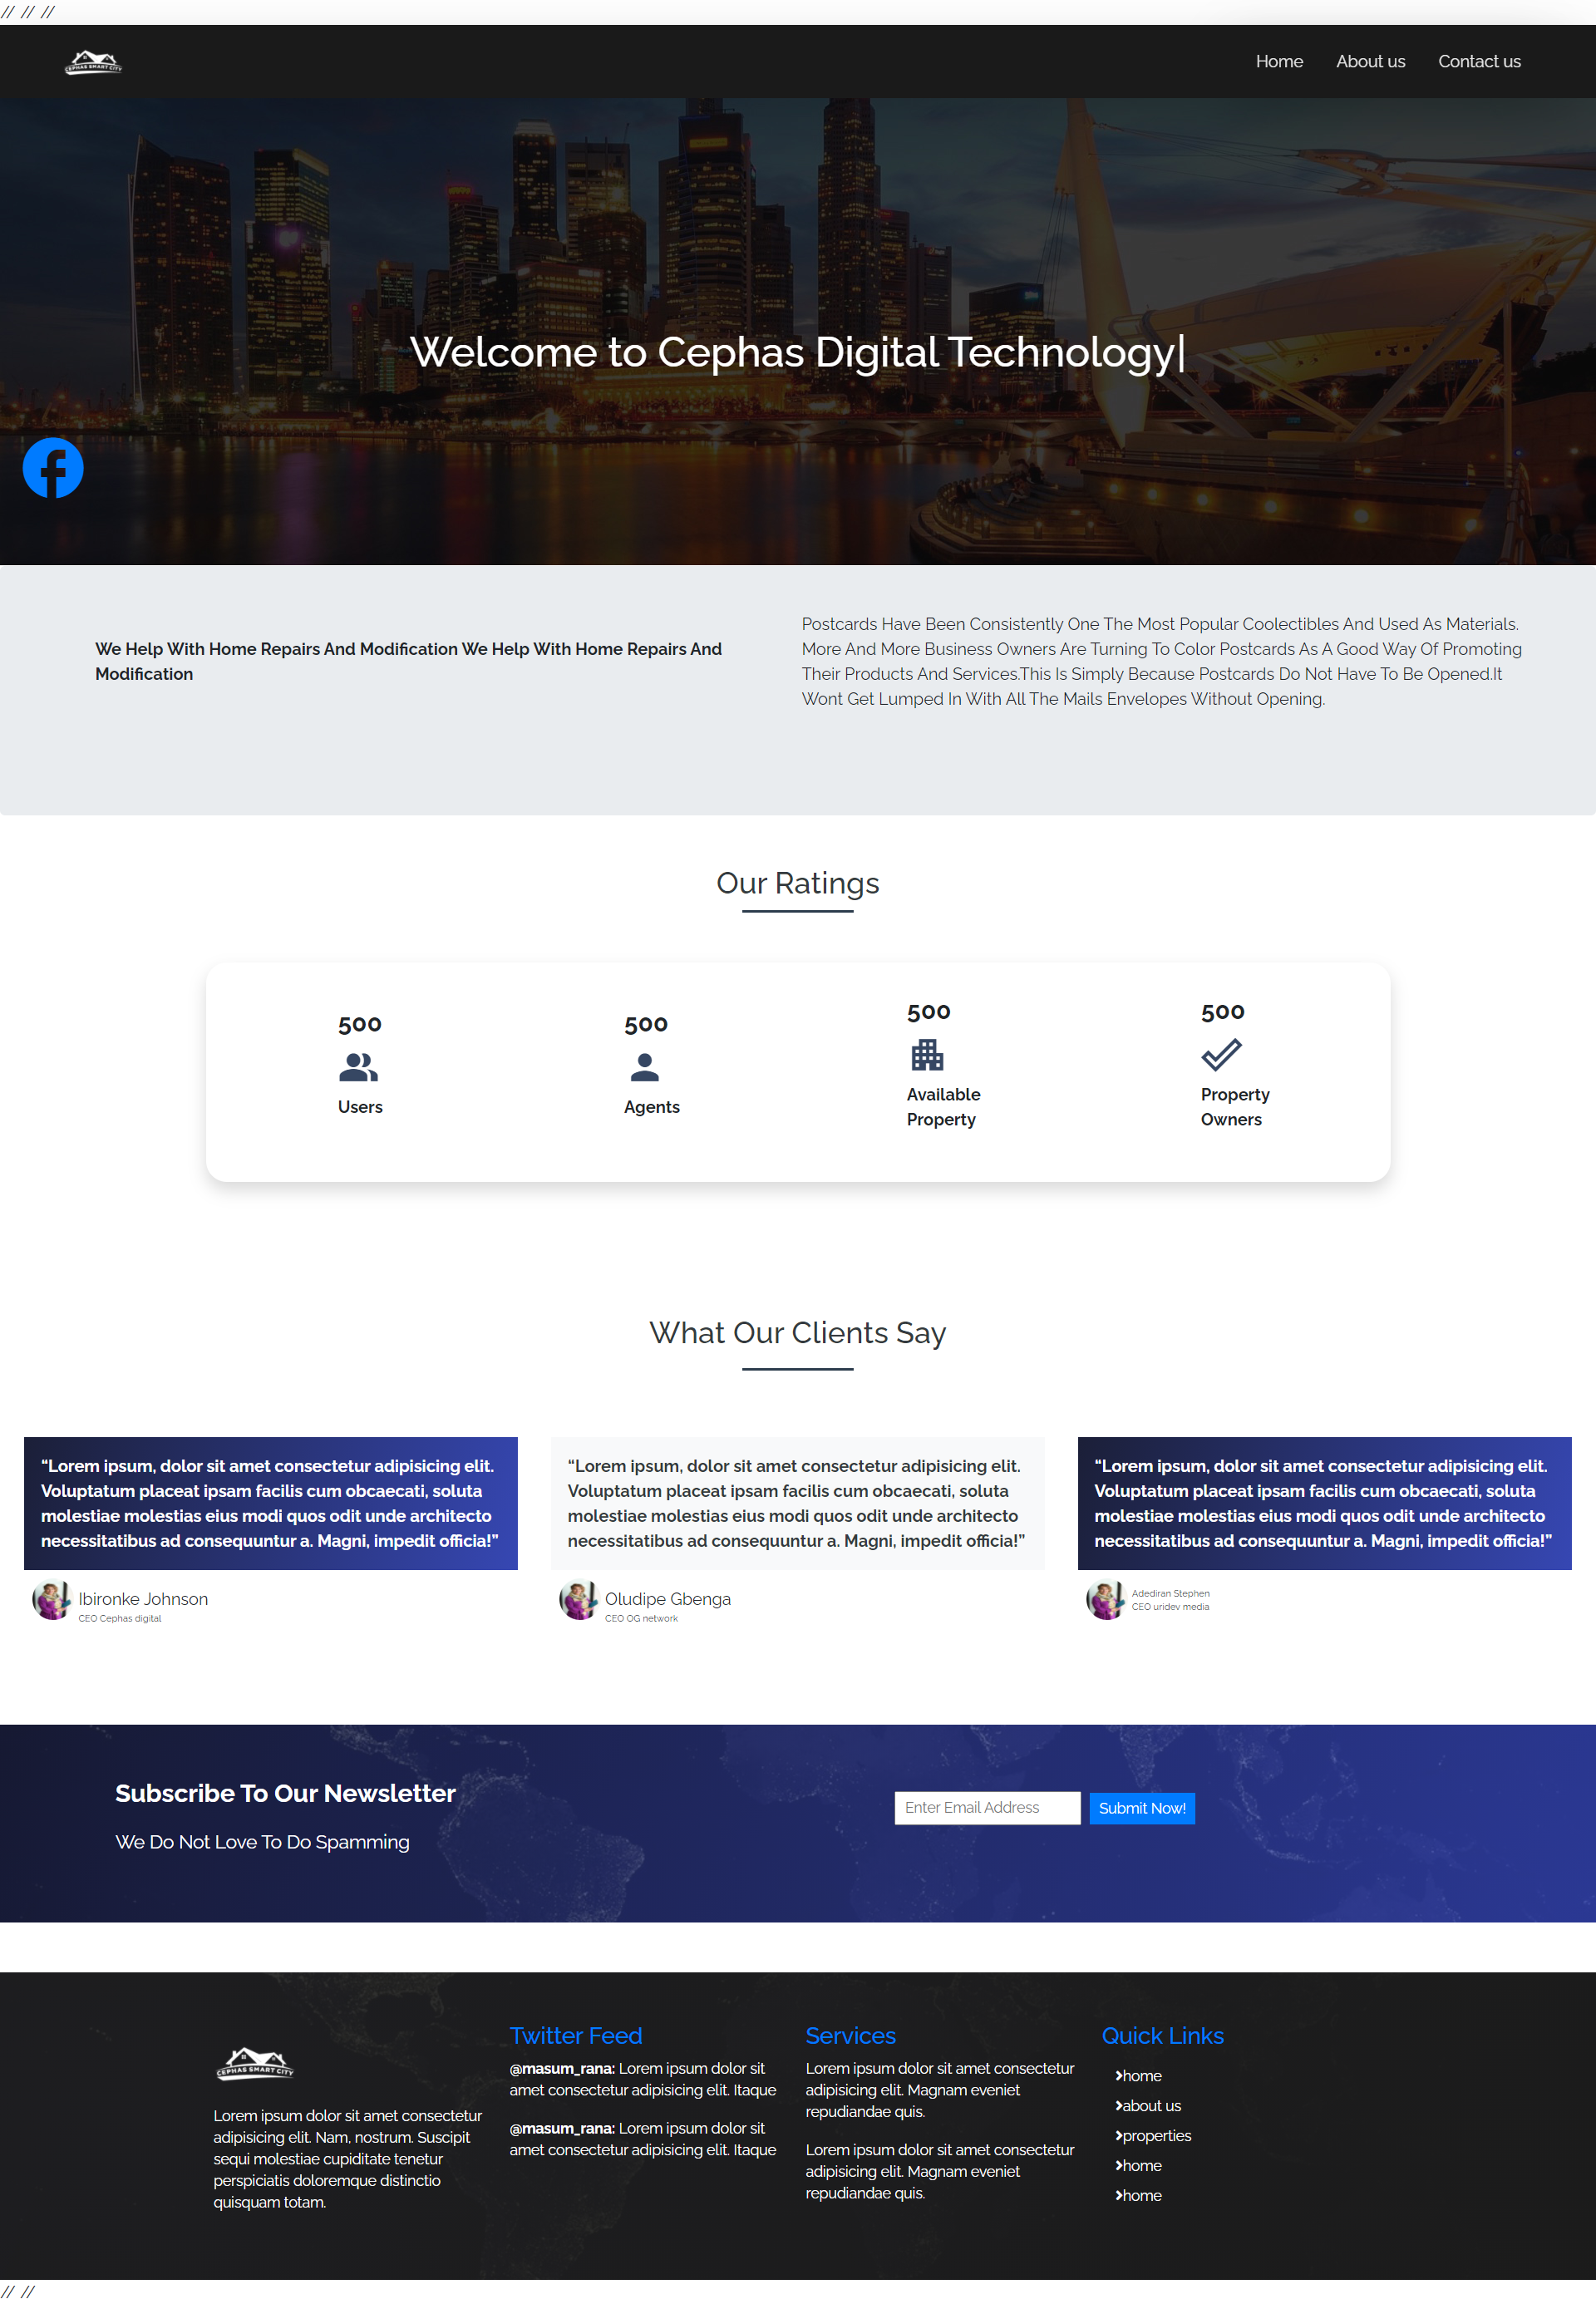 // // //
CEPHAS SMART CITY
Home About us Contact us
Welcome to Cephas Digital Technology|
We Help With Home Repairs And Modification We Help With Home Repairs And
Modification
Postcards Have Been Consistently One The Most Popular Coolectibles And Used As Materials.
More And More Business Owners Are Turning To Color Postcards As A Good Way Of Promoting
Their Products And Services.This Is Simply Because Postcards Do Not Have To Be Opened.It
Wont Get Lumped In With All The Mails Envelopes Without Opening.
Our Ratings
500
Users
500
Agents
500
Available
Property
500
Property
Owners
What Our Clients Say
“Lorem ipsum, dolor sit amet consectetur adipisicing elit.
Voluptatum placeat ipsam facilis cum obcaecati, soluta
molestiae molestias eius modi quos odit unde architecto
necessitatibus ad consequuntur a. Magni, impedit officia!”
Ibironke Johnson
CEO Cephas digital
“Lorem ipsum, dolor sit amet consectetur adipisicing elit.
Voluptatum placeat ipsam facilis cum obcaecati, soluta
molestiae molestias eius modi quos odit unde architecto
necessitatibus ad consequuntur a. Magni, impedit officia!”
Oludipe Gbenga
CEO OG network
“Lorem ipsum, dolor sit amet consectetur adipisicing elit.
Voluptatum placeat ipsam facilis cum obcaecati, soluta
molestiae molestias eius modi quos odit unde architecto
necessitatibus ad consequuntur a. Magni, impedit officia!”
Adediran Stephen
CEO uridev media
Subscribe To Our Newsletter
We Do Not Love To Do Spamming
Enter Email Address
Submit Now!
CEPHAS SMART CITY
Lorem ipsum dolor sit amet consectetur
adipisicing elit. Nam, nostrum. Suscipit
sequi molestiae cupiditate tenetur
perspiciatis doloremque distinctio
quisquam totam.
Twitter Feed
@masum_rana: Lorem ipsum dolor sit
amet consectetur adipisicing elit. Itaque
@masum_rana: Lorem ipsum dolor sit
amet consectetur adipisicing elit. Itaque
Services
Lorem ipsum dolor sit amet consectetur
adipisicing elit. Magnam eveniet
repudiandae quis.
Lorem ipsum dolor sit amet consectetur
adipisicing elit. Magnam eveniet
repudiandae quis.
Quick Links
home
about us
properties
home
home
// //